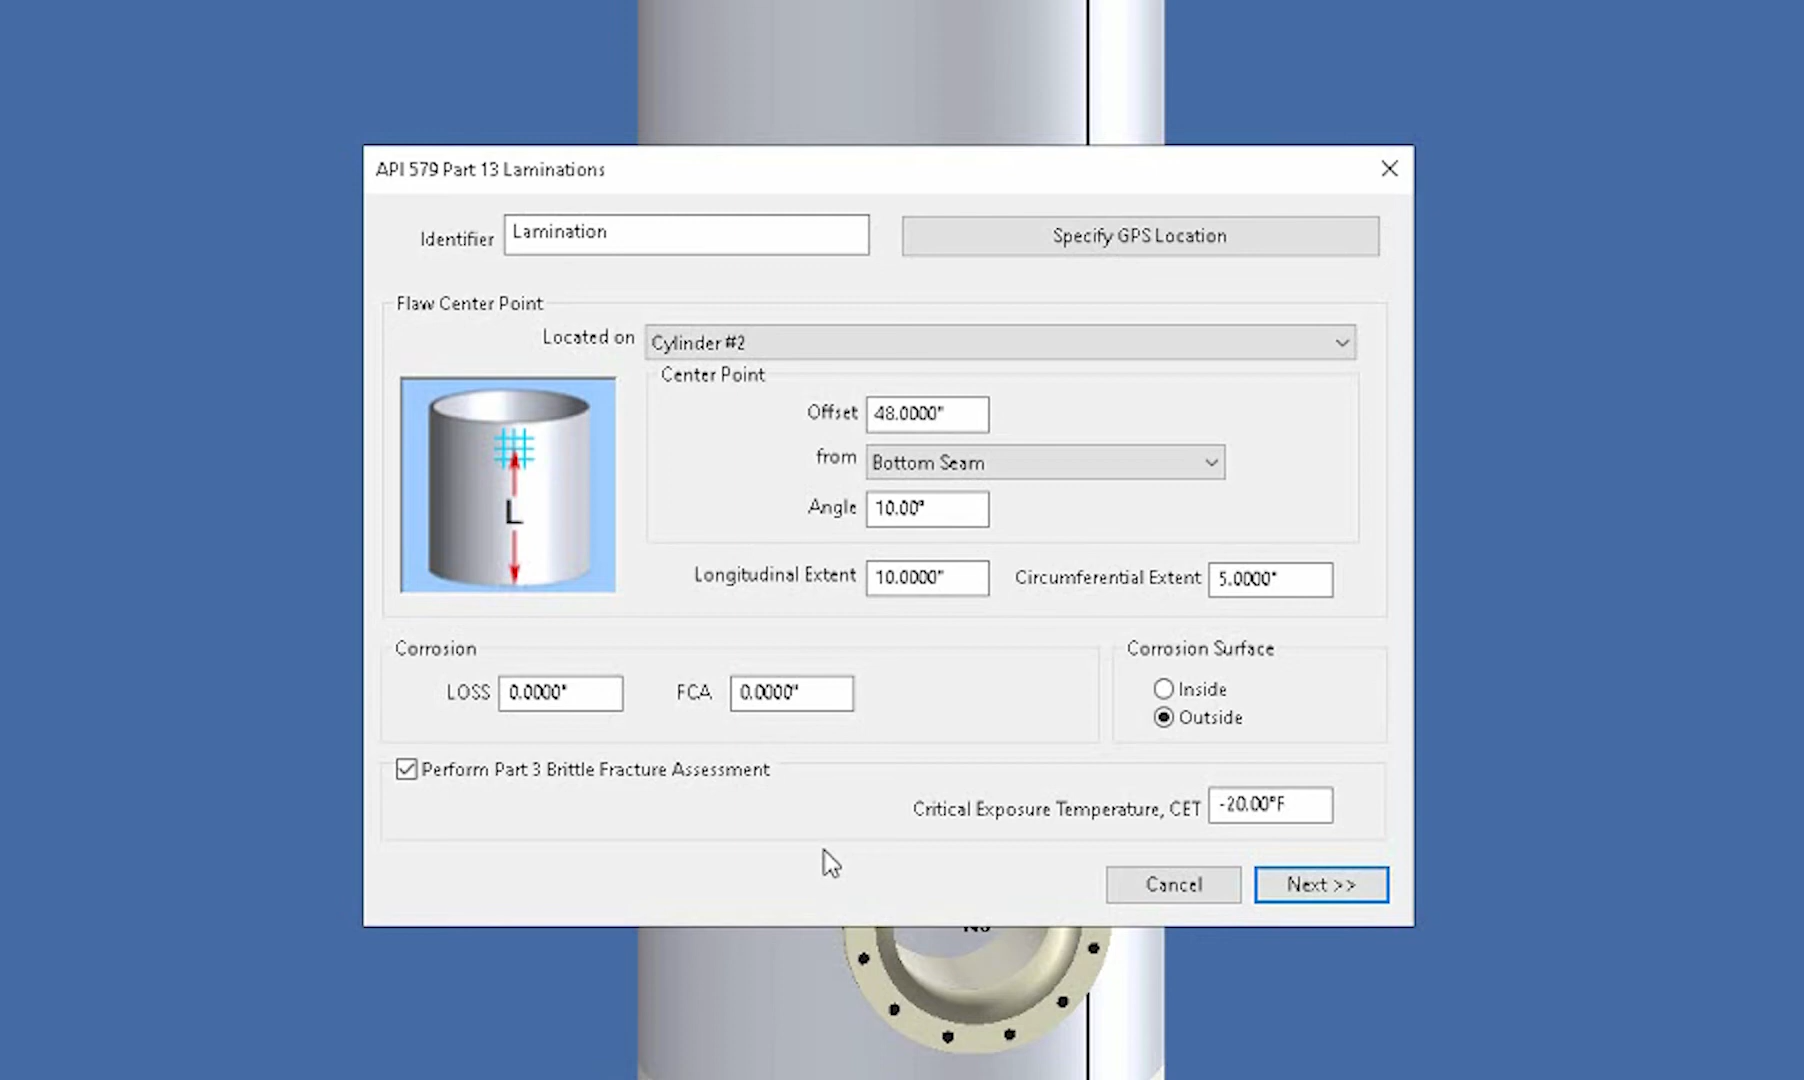 API 579 Part 13 Laminations
Identifier Lamination Specify GPS Location
Flaw Center Point
Located on Cylinder #2
Center Point
Offset 48.0000"
from Bottom Seam
L
Angle 10.00°
Longitudinal Extent 10.0000" Circumferential Extent 5.0000"
Corrosion Corrosion Surface
LOSS 0.0000" FCA 0.0000" Inside
Outside
Perform Part 3 Brittle Fracture Assessment
Critical Exposure Temperature, CET -20.00°F
Cancel Next >>